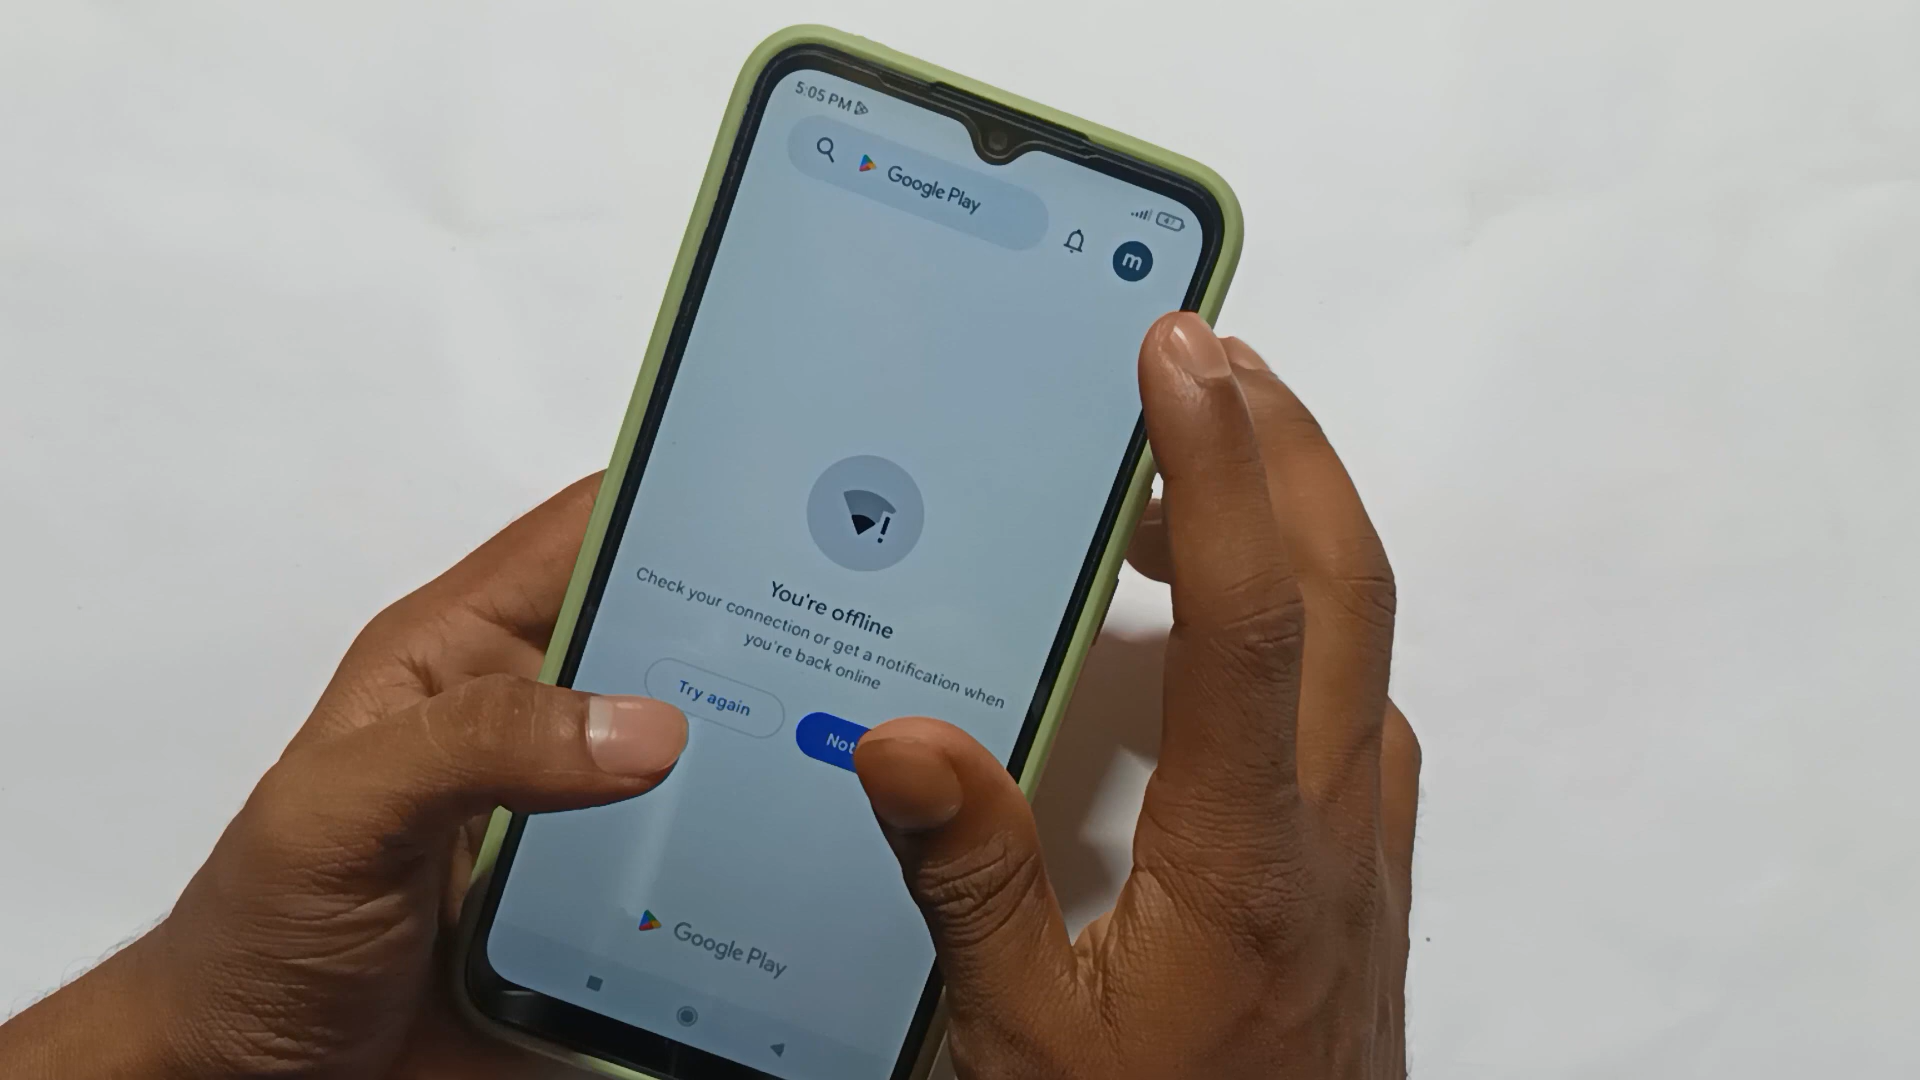 5:05 PM
47
Google Play
m
You're offline
Check your connection or get a notification when
you're back online
Try again
Google Play